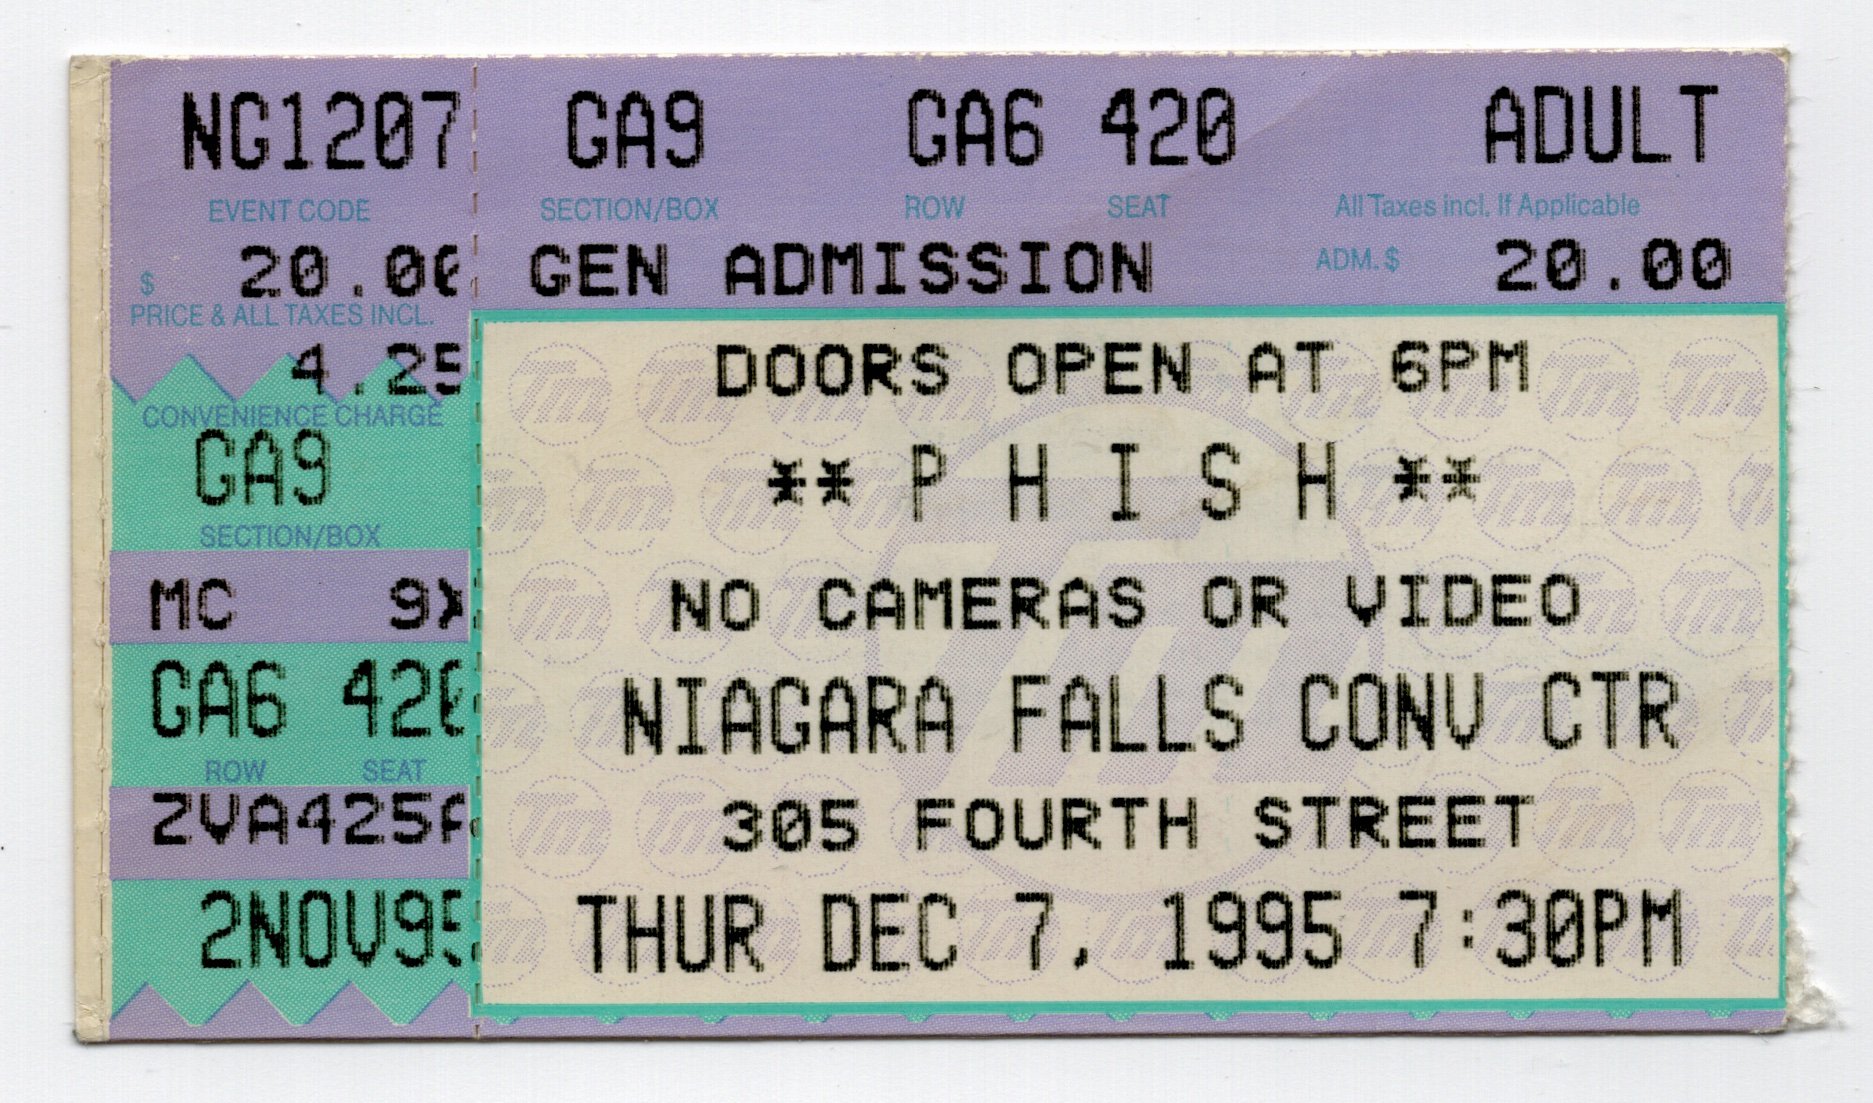 NG1207
EVENT CODE
$ 20.00
PRICE & ALL TAXES INCL.
4.25
CONVENIENCE CHARGE
GA9
SECTION/BOX
MC 9X
GA6 420
ROW SEAT
ZVA425A
2NOV95
GA9 GA6 420 ADULT
SECTION/BOX ROW SEAT All Taxes incl. If Applicable
GEN ADMISSION ADM. $ 20.00
DOORS OPEN AT 6PM
** P H I S H **
NO CAMERAS OR VIDEO
NIAGARA FALLS CONV CTR
305 FOURTH STREET
THUR DEC 7, 1995 7:30PM